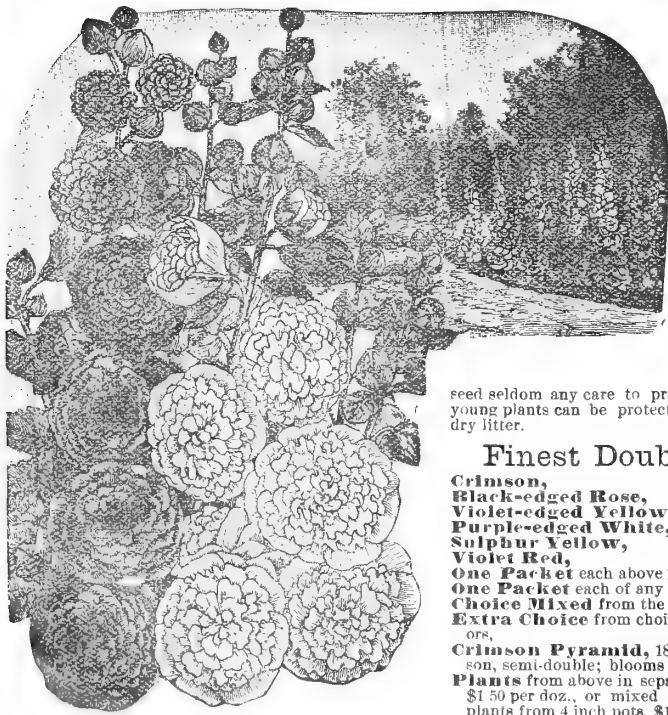 seed seldom any care to pr
young plants can be protect
dry litter.
Finest Doub
Crimson,
Black-edged Rose,
Violet-edged Yellow
Purple-edged White,
Sulphur Yellow,
Violet Red,
One Packet each above
One Packet each of any
Choice Mixed from the
Extra Choice from choi
ors,
Crimson Pyramid, 18
son, semi-double; blooms
Plants from above in sepa
$1 50 per doz., or mixed
plants from 4 inch pots, $1